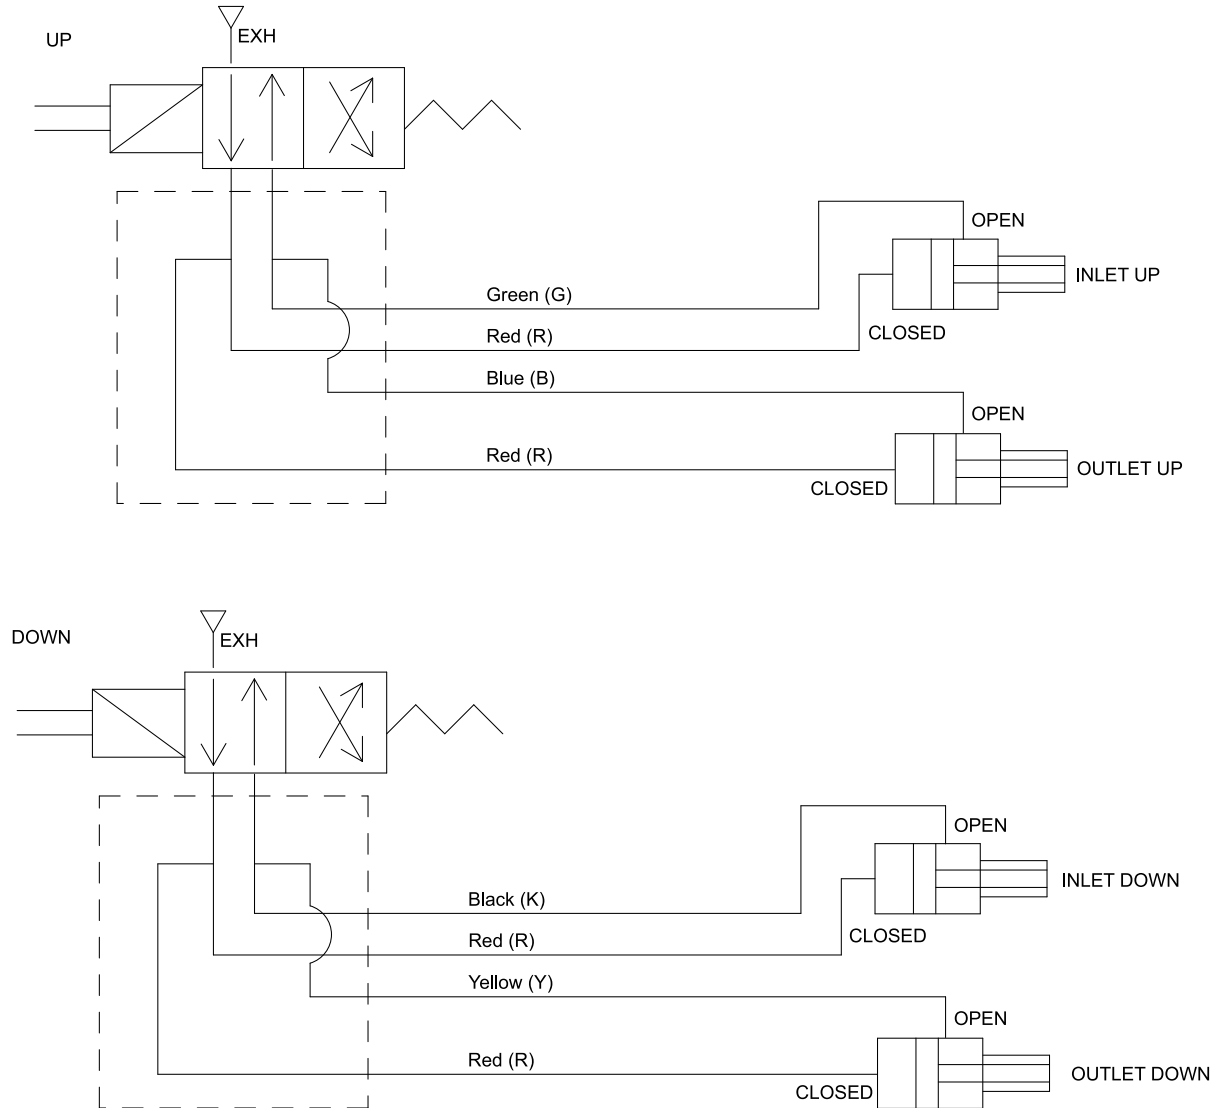 UP
EXH
OPEN
INLET UP
Green (G)
CLOSED
Red (R)
Blue (B)
OPEN
Red (R)
OUTLET UP
CLOSED
DOWN
EXH
OPEN
INLET DOWN
Black (K)
CLOSED
Red (R)
Yellow (Y)
OPEN
Red (R)
OUTLET DOWN
CLOSED